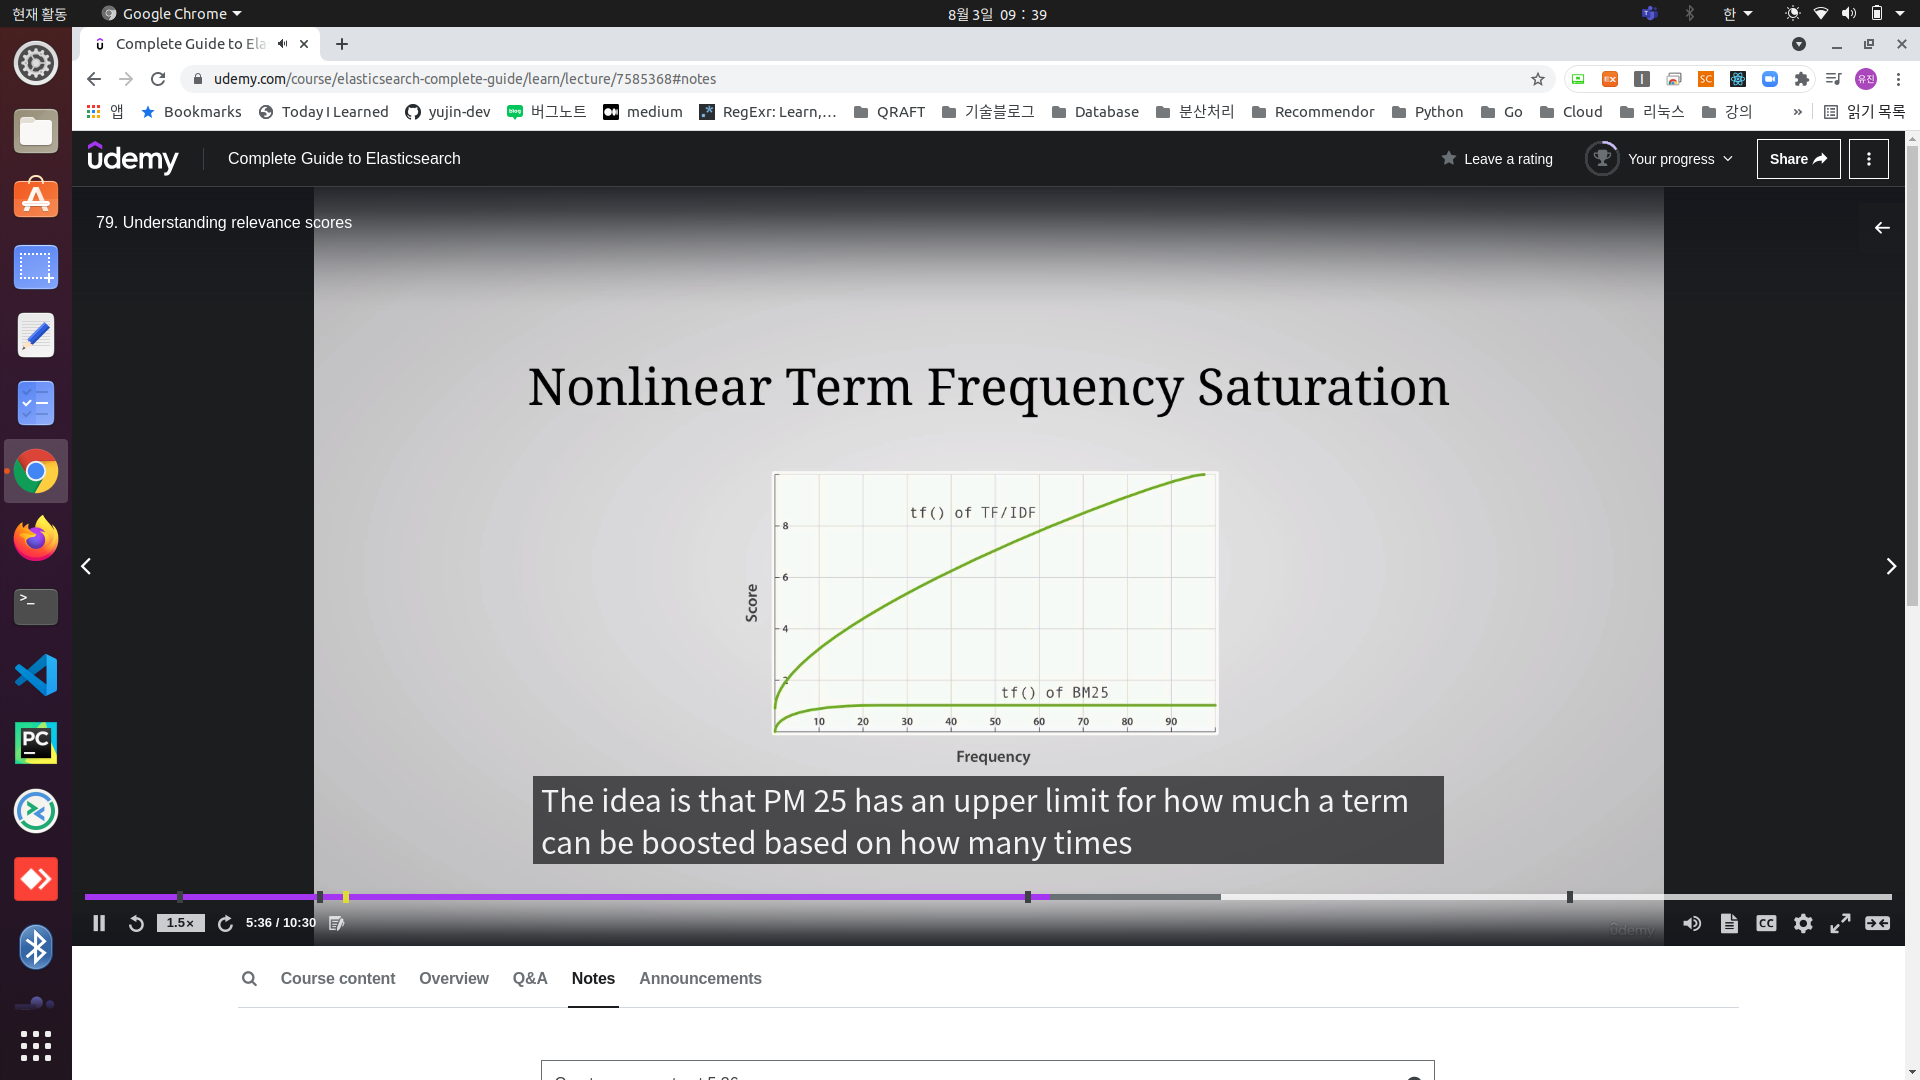 현재 활동
Google Chrome
8월 3일 09 : 39
한
Complete Guide to Ela
udemy.com/course/elasticsearch-complete-guide/learn/lecture/7585368#notes
EX
SC
유진
앱
Bookmarks
Today I Learned
yujin-dev
버그노트
medium
RegExr: Learn,…
QRAFT
기술블로그
Database
분산처리
Recommendor
Python
Go
Cloud
리눅스
강의
»
읽기 목록
udemy
Complete Guide to Elasticsearch
Leave a rating
Your progress
Share
79. Understanding relevance scores
Nonlinear Term Frequency Saturation
tf() of TF/IDF
8
6
Score
4
2
tf() of BM25
10 20 30 40 50 60 70 80 90
Frequency
The idea is that PM 25 has an upper limit for how much a term
can be boosted based on how many times
PC
1.5×
5:36 / 10:30
udemy
CC
Course content
Overview
Q&A
Notes
Announcements